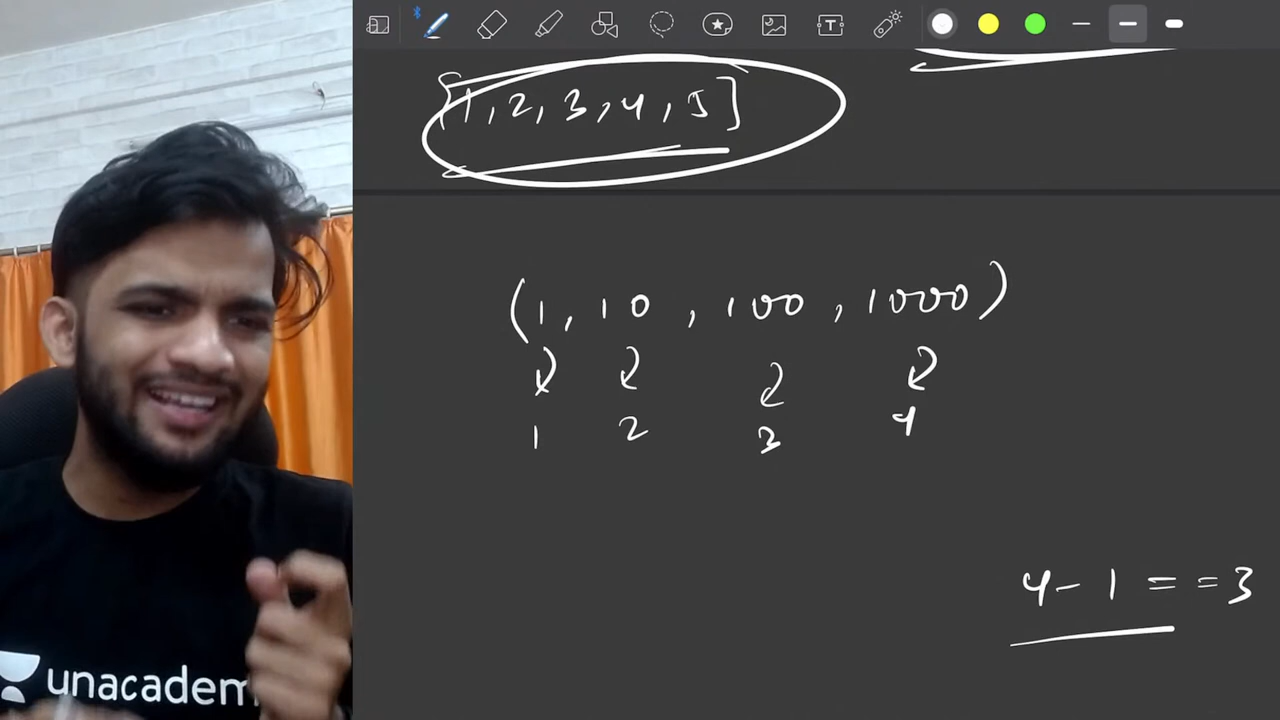 [1, 2, 3, 4, 5]
(1, 10, 100, 1000)
1 2 3 4
4 - 1 = = 3
unacadem